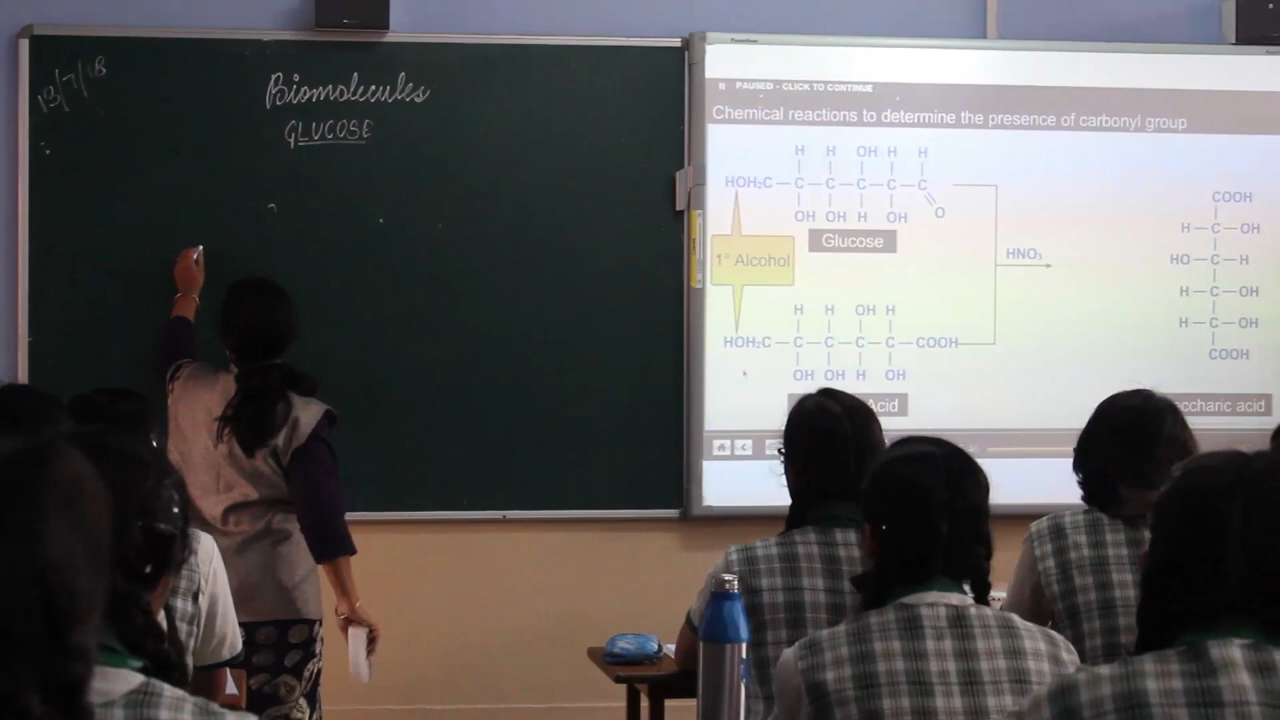 19/7/18
Biomolecules
GLUCOSE
PAUSED - CLICK TO CONTINUE
Chemical reactions to determine the presence of carbonyl group
H H OH H H
HOH₂C—C—C—C—C—C
OH OH H OH O
Glucose
1° Alcohol
HNO₃
H H OH H
HOH₂C—C—C—C—C—COOH
OH OH H OH
Acid
COOH
H—C—OH
HO—C—H
H—C—OH
H—C—OH
COOH
ccharic acid